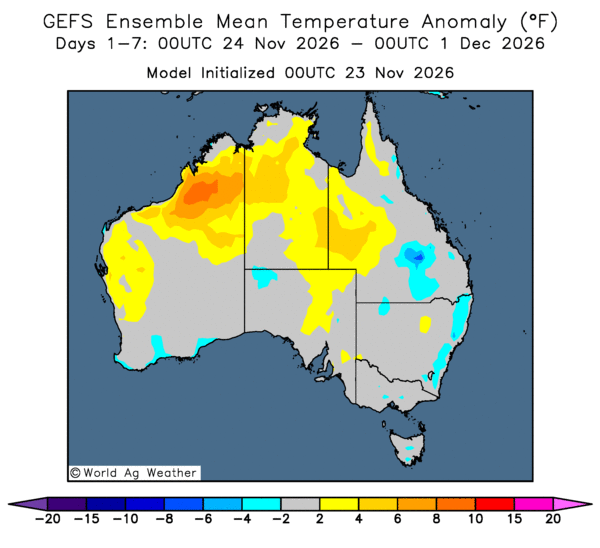 GEFS Ensemble Mean Temperature Anomaly (°F)
Days 1–7: 00UTC 24 Nov 2026 – 00UTC 1 Dec 2026
Model Initialized 00UTC 23 Nov 2026
©World Ag Weather
−20 −15 −10 −8 −6 −4 −2 2 4 6 8 10 15 20